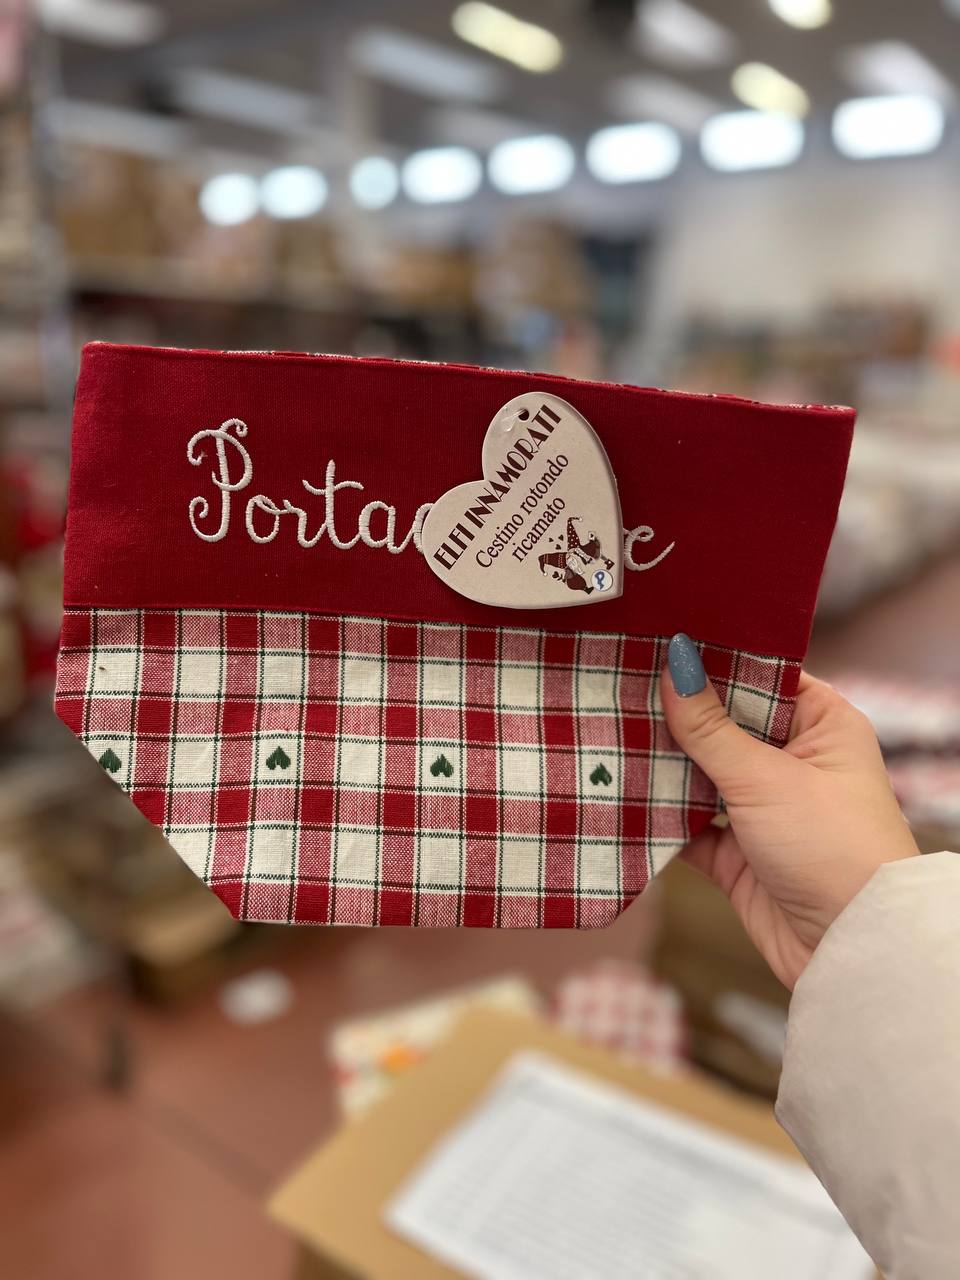 Porta
ELFI INNAMORATI
Cestino rotondo
ricamato